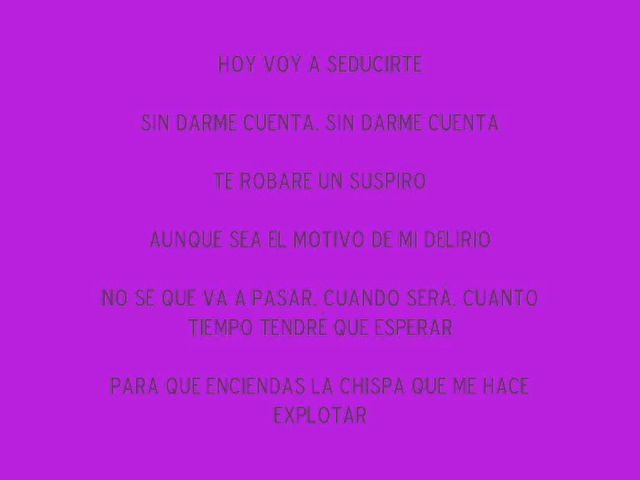 HOY VOY A SEDUCIRTE
SIN DARME CUENTA. SIN DARME CUENTA
TE ROBARE UN SUSPIRO
AUNQUE SEA EL MOTIVO DE MI DELIRIO
NO SE QUE VA A PASAR. CUANDO SERÁ. CUANTO
TIEMPO TENDRÉ QUE ESPERAR
PARA QUE ENCIENDAS LA CHISPA QUE ME HACE
EXPLOTAR